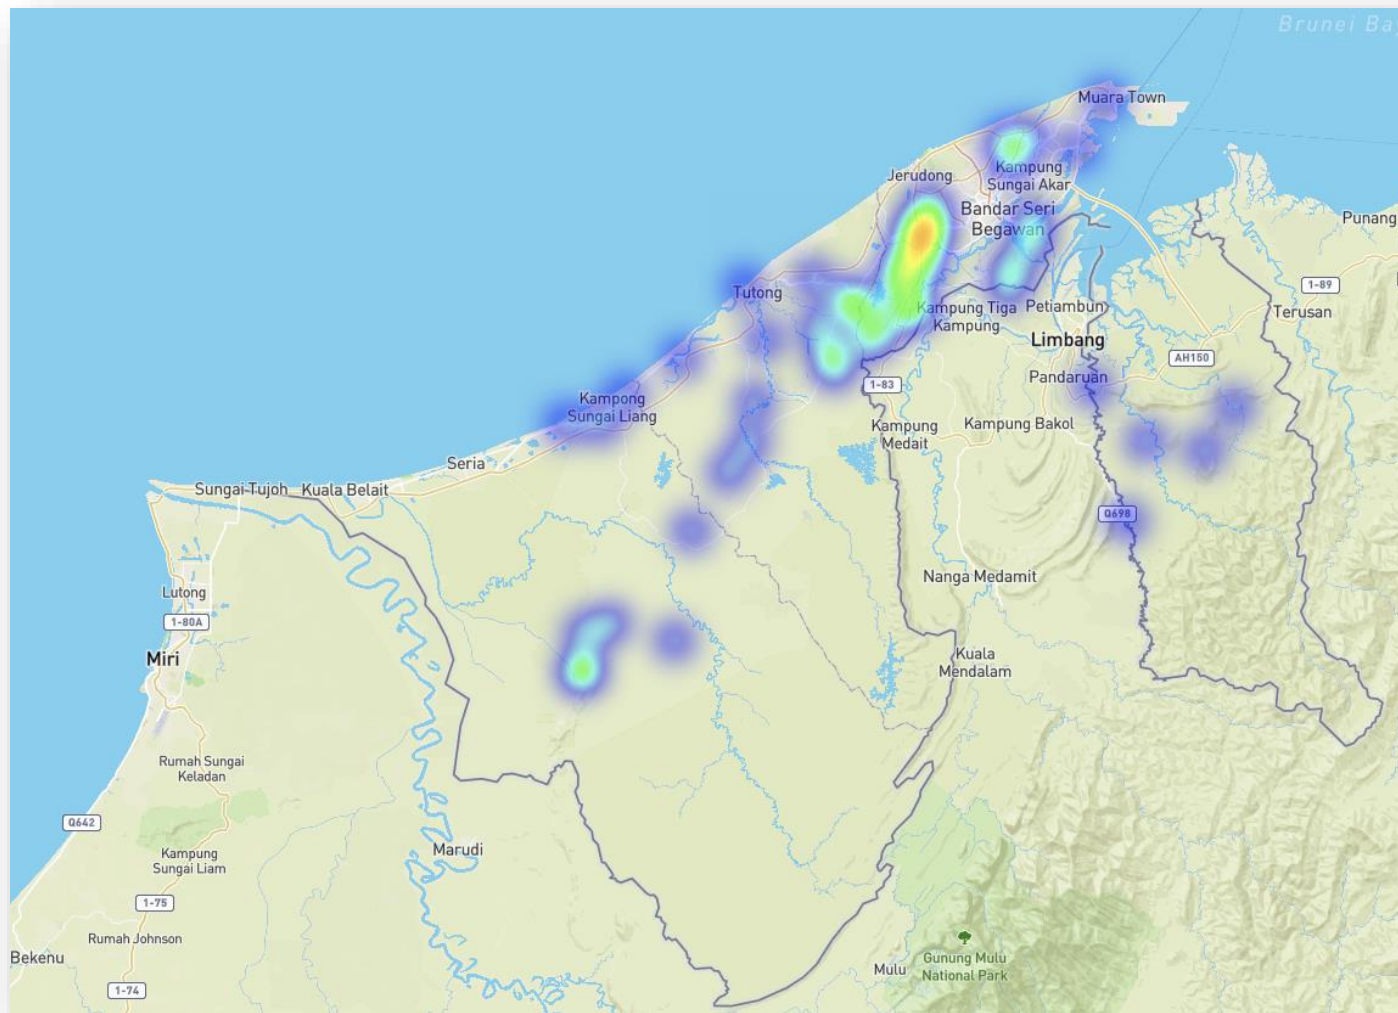 Brunei Ba
Muara Town
Kampung
Sungai Akar
Jerudong
Bandar Seri
Begawan
Punang
1-89
Terusan
Tutong
Kampung Tiga
Kampung
Petiambun
Limbang
AH150
Pandaruan
1-83
Kampong
Sungai Liang
Kampung
Medait
Kampung Bakol
Seria
Sungai Tujoh
Kuala Belait
Q698
Nanga Medamit
Lutong
1-80A
Miri
Kuala
Mendalam
Rumah Sungai
Keladan
Q642
Marudi
Kampung
Sungai Liam
1-75
Rumah Johnson
Bekenu
Mulu
Gunung Mulu
National Park
1-74